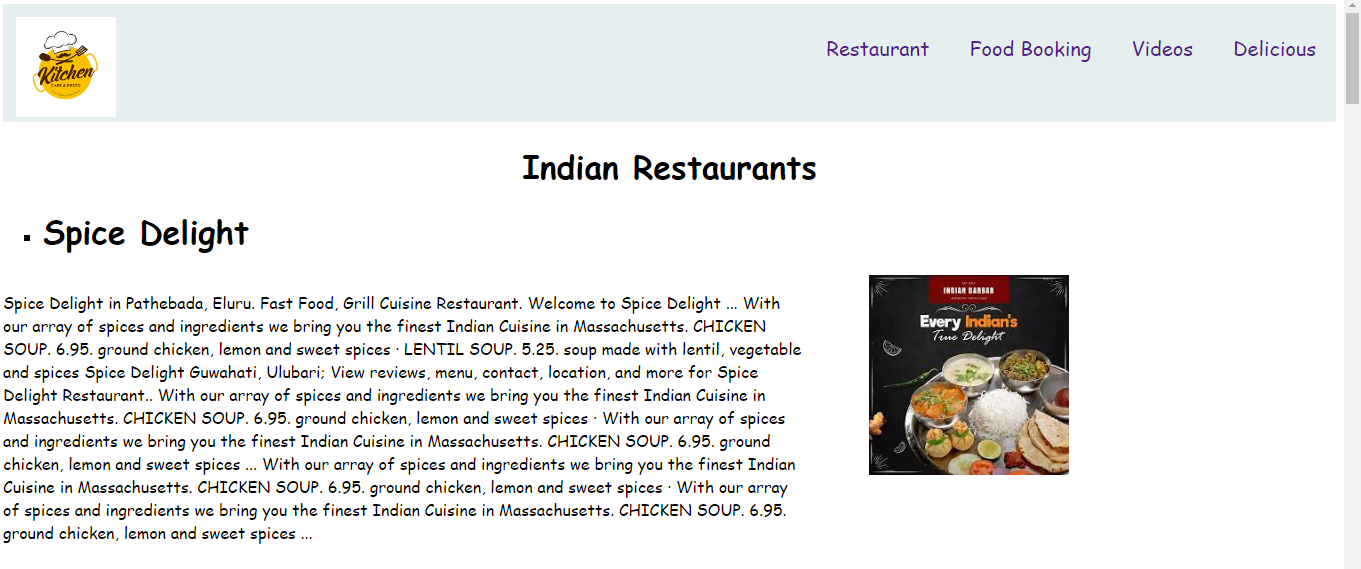 Kitchen
CAFE & RESTO
Restaurant Food Booking Videos Delicious
Indian Restaurants
Spice Delight
Spice Delight in Pathebada, Eluru. Fast Food, Grill Cuisine Restaurant. Welcome to Spice Delight ... With
our array of spices and ingredients we bring you the finest Indian Cuisine in Massachusetts. CHICKEN
SOUP. 6.95. ground chicken, lemon and sweet spices · LENTIL SOUP. 5.25. soup made with lentil, vegetable
and spices Spice Delight Guwahati, Ulubari; View reviews, menu, contact, location, and more for Spice
Delight Restaurant.. With our array of spices and ingredients we bring you the finest Indian Cuisine in
Massachusetts. CHICKEN SOUP. 6.95. ground chicken, lemon and sweet spices · With our array of spices
and ingredients we bring you the finest Indian Cuisine in Massachusetts. CHICKEN SOUP. 6.95. ground
chicken, lemon and sweet spices ... With our array of spices and ingredients we bring you the finest Indian
Cuisine in Massachusetts. CHICKEN SOUP. 6.95. ground chicken, lemon and sweet spices · With our array
of spices and ingredients we bring you the finest Indian Cuisine in Massachusetts. CHICKEN SOUP. 6.95.
ground chicken, lemon and sweet spices ...
INDIAN DARBAR
Every Indian's
True Delight